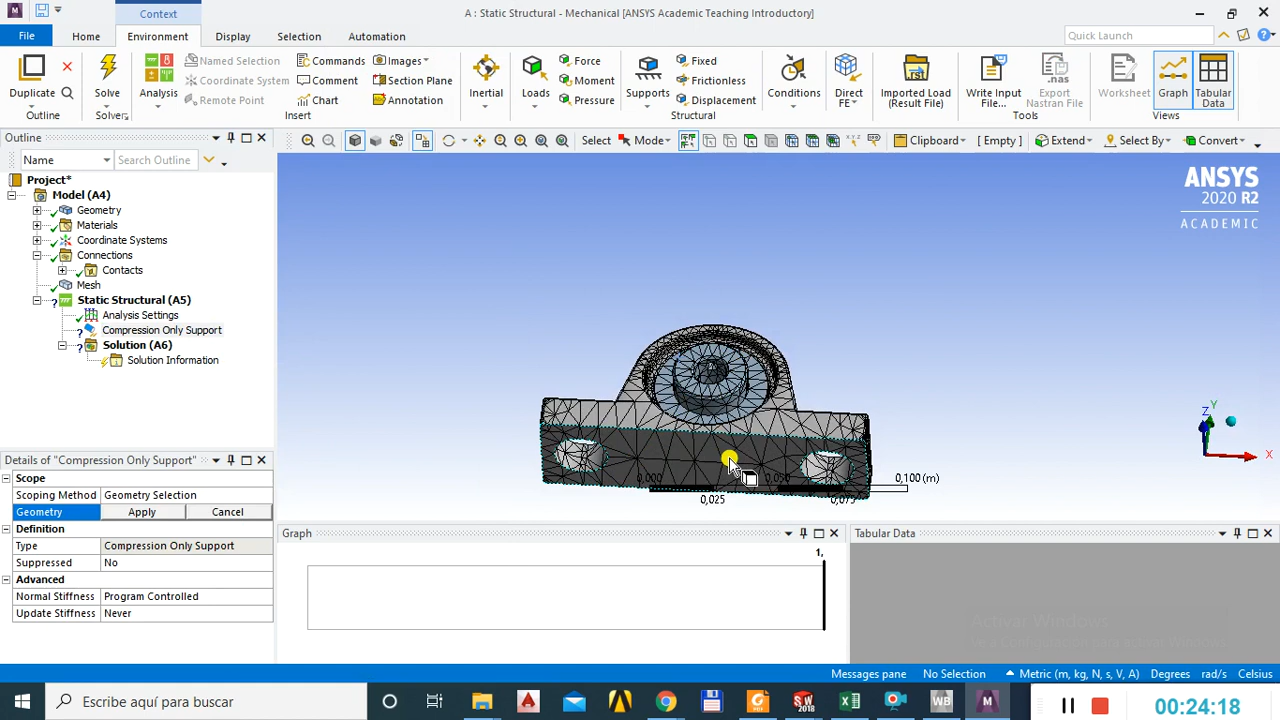 Context
A : Static Structural - Mechanical [ANSYS Academic Teaching Introductory]
File Home Environment Display Selection Automation Quick Launch
Duplicate
Outline
Solve
Solver
Analysis
Named Selection
Coordinate System
Remote Point
Commands
Comment
Chart
Images
Section Plane
Annotation
Insert
Inertial
Loads
Force
Moment
Pressure
Supports
Fixed
Frictionless
Displacement
Structural
Conditions
Direct FE
Imported Load (Result File)
Write Input File...
Export Nastran File
Tools
Worksheet
Graph
Tabular Data
Views
Outline
Select Mode Clipboard [ Empty ] Extend Select By Convert
Name Search Outline
Project*
Model (A4)
Geometry
Materials
Coordinate Systems
Connections
Contacts
Mesh
Static Structural (A5)
Analysis Settings
Compression Only Support
Solution (A6)
Solution Information
ANSYS
2020 R2
ACADEMIC
Z Y X
0,000 0,050 0,100 (m)
0,025 0,075
Details of "Compression Only Support"
Scope
Scoping Method Geometry Selection
Geometry Apply Cancel
Definition
Type Compression Only Support
Suppressed No
Advanced
Normal Stiffness Program Controlled
Update Stiffness Never
Graph
1,
Tabular Data
Activar Windows
Messages pane No Selection Metric (m, kg, N, s, V, A) Degrees rad/s Celsius
Escribe aquí para buscar
00:24:18